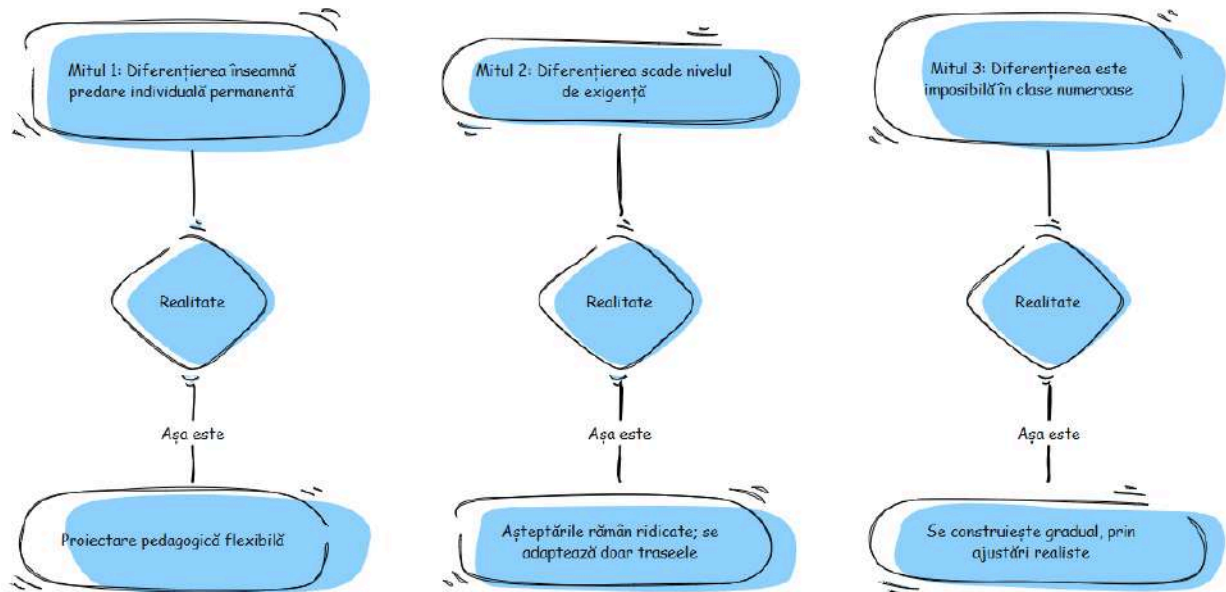 Mitul 1: Diferențierea înseamnă
predare individuală permanentă
Realitate
Așa este
Proiectare pedagogică flexibilă
Mitul 2: Diferențierea scade nivelul
de exigență
Realitate
Așa este
Așteptările rămân ridicate; se
adaptează doar traseele
Mitul 3: Diferențierea este
imposibilă în clase numeroase
Realitate
Așa este
Se construiește gradual, prin
ajustări realiste